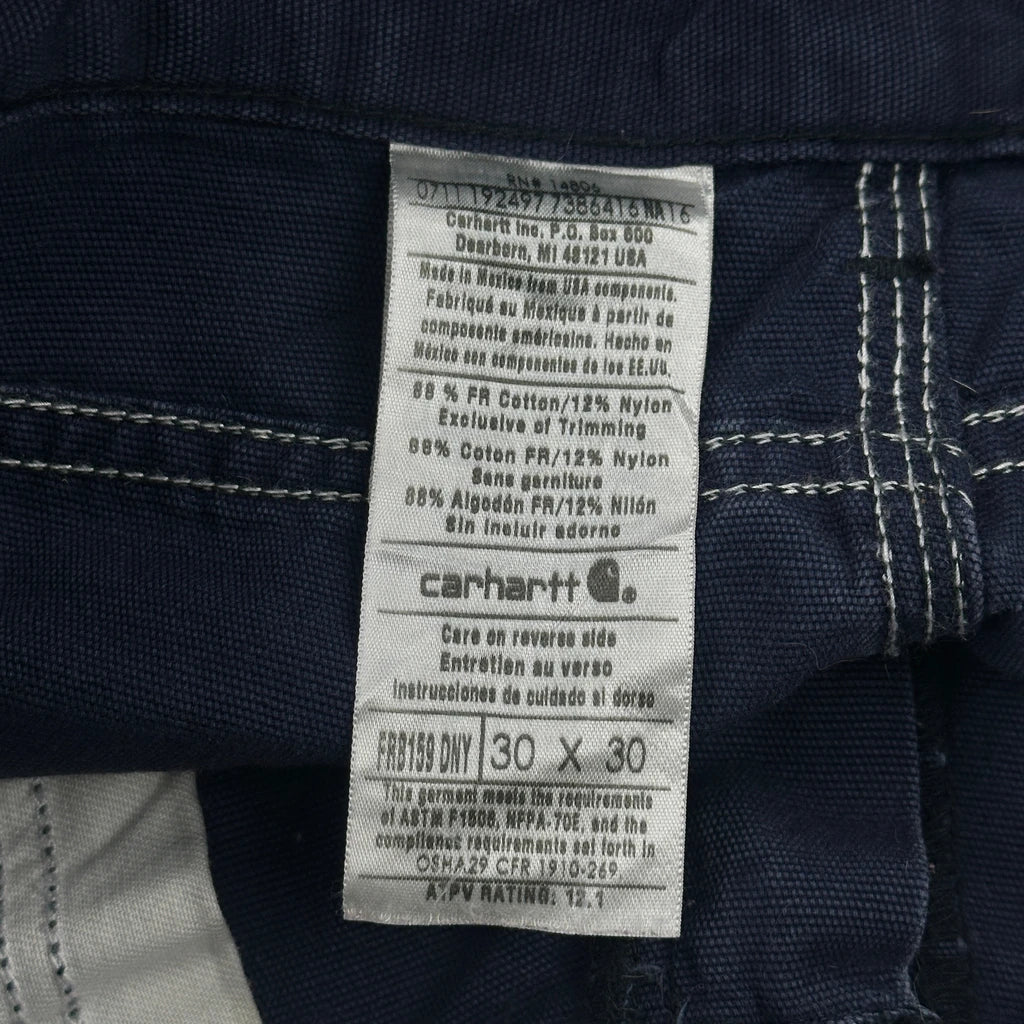 RN# 14806
07111924977386416 NA16
Carhartt Inc. P.O. Box 600
Dearborn, MI 48121 USA
Made in Mexico from USA components.
Fabriqué au Mexique à partir de
composants américains. Hecho en
México con componentes de los EE.UU.
88 % FR Cotton/12% Nylon
Exclusive of Trimming
88% Coton FR/12% Nylon
Sans garniture
88% Algodón FR/12% Nilón
Sin incluir adorno
carhartt
Care on reverse side
Entretien au verso
Instrucciones de cuidado al dorso
FRB159 DNY 30 X 30
This garment meets the requirements
of ASTM F1506, NFPA-70E, and the
compliance requirements set forth in
OSHA29 CFR 1910-269
ATPV RATING: 12.1